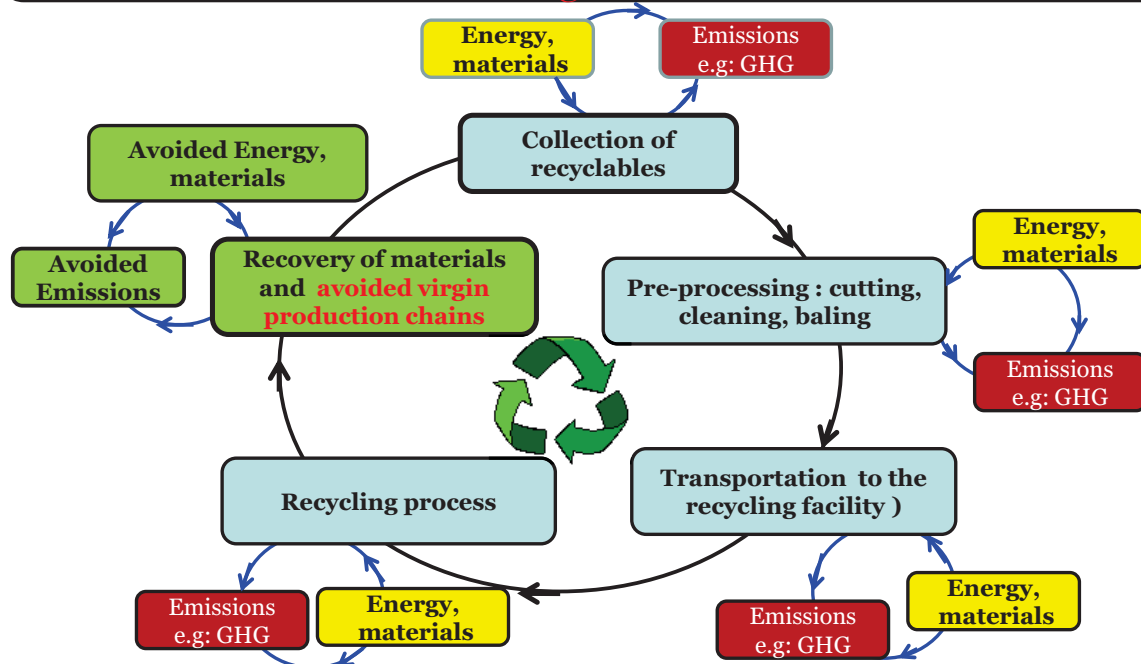 Energy,
materials
Emissions
e.g: GHG
Collection of
recyclables
Avoided Energy,
materials
Avoided
Emissions
Recovery of materials
and avoided virgin
production chains
Pre-processing : cutting,
cleaning, baling
Energy,
materials
Emissions
e.g: GHG
Recycling process
Transportation to the
recycling facility )
Emissions
e.g: GHG
Energy,
materials
Emissions
e.g: GHG
Energy,
materials